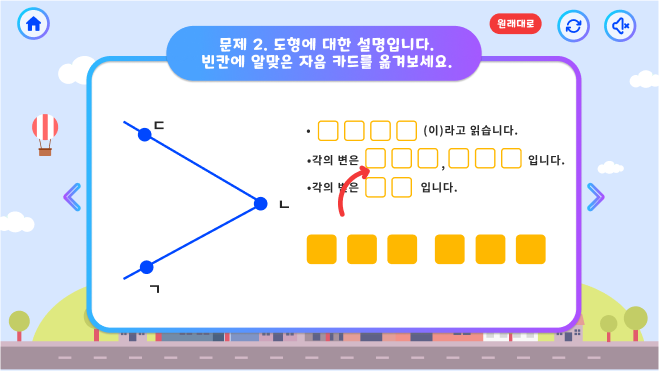 원래대로
문제 2. 도형에 대한 설명입니다.
빈칸에 알맞은 자음 카드를 옮겨보세요.
ㄷ
ㄴ
ㄱ
• (이)라고 읽습니다.
•각의 변은 , 입니다.
•각의 변은 입니다.